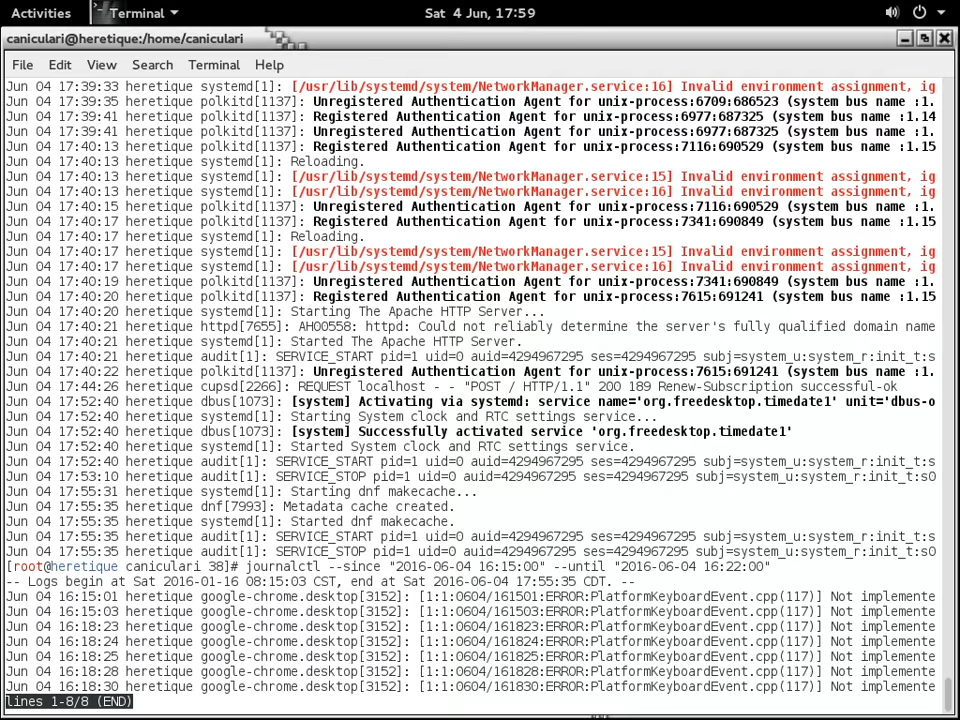 Activities Terminal Sat 4 Jun, 17:59
caniculari@heretique:/home/caniculari
File Edit View Search Terminal Help
Jun 04 17:39:33 heretique systemd[1]: [/usr/lib/systemd/system/NetworkManager.service:16] Invalid environment assignment, ig
Jun 04 17:39:35 heretique polkitd[1137]: Unregistered Authentication Agent for unix-process:6709:686523 (system bus name :1.
Jun 04 17:39:41 heretique polkitd[1137]: Registered Authentication Agent for unix-process:6977:687325 (system bus name :1.14
Jun 04 17:39:41 heretique polkitd[1137]: Unregistered Authentication Agent for unix-process:6977:687325 (system bus name :1.
Jun 04 17:40:13 heretique polkitd[1137]: Registered Authentication Agent for unix-process:7116:690529 (system bus name :1.15
Jun 04 17:40:13 heretique systemd[1]: Reloading.
Jun 04 17:40:13 heretique systemd[1]: [/usr/lib/systemd/system/NetworkManager.service:15] Invalid environment assignment, ig
Jun 04 17:40:13 heretique systemd[1]: [/usr/lib/systemd/system/NetworkManager.service:16] Invalid environment assignment, ig
Jun 04 17:40:15 heretique polkitd[1137]: Unregistered Authentication Agent for unix-process:7116:690529 (system bus name :1.
Jun 04 17:40:17 heretique polkitd[1137]: Registered Authentication Agent for unix-process:7341:690849 (system bus name :1.15
Jun 04 17:40:17 heretique systemd[1]: Reloading.
Jun 04 17:40:17 heretique systemd[1]: [/usr/lib/systemd/system/NetworkManager.service:15] Invalid environment assignment, ig
Jun 04 17:40:17 heretique systemd[1]: [/usr/lib/systemd/system/NetworkManager.service:16] Invalid environment assignment, ig
Jun 04 17:40:19 heretique polkitd[1137]: Unregistered Authentication Agent for unix-process:7341:690849 (system bus name :1.
Jun 04 17:40:20 heretique polkitd[1137]: Registered Authentication Agent for unix-process:7615:691241 (system bus name :1.15
Jun 04 17:40:20 heretique systemd[1]: Starting The Apache HTTP Server...
Jun 04 17:40:21 heretique httpd[7655]: AH00558: httpd: Could not reliably determine the server's fully qualified domain name
Jun 04 17:40:21 heretique systemd[1]: Started The Apache HTTP Server.
Jun 04 17:40:21 heretique audit[1]: SERVICE_START pid=1 uid=0 auid=4294967295 ses=4294967295 subj=system_u:system_r:init_t:s
Jun 04 17:40:22 heretique polkitd[1137]: Unregistered Authentication Agent for unix-process:7615:691241 (system bus name :1.
Jun 04 17:44:26 heretique cupsd[2266]: REQUEST localhost - - "POST / HTTP/1.1" 200 189 Renew-Subscription successful-ok
Jun 04 17:52:40 heretique dbus[1073]: [system] Activating via systemd: service name='org.freedesktop.timedate1' unit='dbus-o
Jun 04 17:52:40 heretique systemd[1]: Starting System clock and RTC settings service...
Jun 04 17:52:40 heretique dbus[1073]: [system] Successfully activated service 'org.freedesktop.timedate1'
Jun 04 17:52:40 heretique systemd[1]: Started System clock and RTC settings service.
Jun 04 17:52:40 heretique audit[1]: SERVICE_START pid=1 uid=0 auid=4294967295 ses=4294967295 subj=system_u:system_r:init_t:s
Jun 04 17:53:10 heretique audit[1]: SERVICE_STOP pid=1 uid=0 auid=4294967295 ses=4294967295 subj=system_u:system_r:init_t:s0
Jun 04 17:55:31 heretique systemd[1]: Starting dnf makecache...
Jun 04 17:55:35 heretique dnf[7993]: Metadata cache created.
Jun 04 17:55:35 heretique systemd[1]: Started dnf makecache.
Jun 04 17:55:35 heretique audit[1]: SERVICE_START pid=1 uid=0 auid=4294967295 ses=4294967295 subj=system_u:system_r:init_t:s
Jun 04 17:55:35 heretique audit[1]: SERVICE_STOP pid=1 uid=0 auid=4294967295 ses=4294967295 subj=system_u:system_r:init_t:s0
[root@heretique caniculari 38]# journalctl --since "2016-06-04 16:15:00" --until "2016-06-04 16:22:00"
-- Logs begin at Sat 2016-01-16 08:15:03 CST, end at Sat 2016-06-04 17:55:35 CDT. --
Jun 04 16:15:01 heretique google-chrome.desktop[3152]: [1:1:0604/161501:ERROR:PlatformKeyboardEvent.cpp(117)] Not implemente
Jun 04 16:15:03 heretique google-chrome.desktop[3152]: [1:1:0604/161503:ERROR:PlatformKeyboardEvent.cpp(117)] Not implemente
Jun 04 16:18:23 heretique google-chrome.desktop[3152]: [1:1:0604/161823:ERROR:PlatformKeyboardEvent.cpp(117)] Not implemente
Jun 04 16:18:24 heretique google-chrome.desktop[3152]: [1:1:0604/161824:ERROR:PlatformKeyboardEvent.cpp(117)] Not implemente
Jun 04 16:18:25 heretique google-chrome.desktop[3152]: [1:1:0604/161825:ERROR:PlatformKeyboardEvent.cpp(117)] Not implemente
Jun 04 16:18:28 heretique google-chrome.desktop[3152]: [1:1:0604/161828:ERROR:PlatformKeyboardEvent.cpp(117)] Not implemente
Jun 04 16:18:30 heretique google-chrome.desktop[3152]: [1:1:0604/161830:ERROR:PlatformKeyboardEvent.cpp(117)] Not implemente
lines 1-8/8 (END)